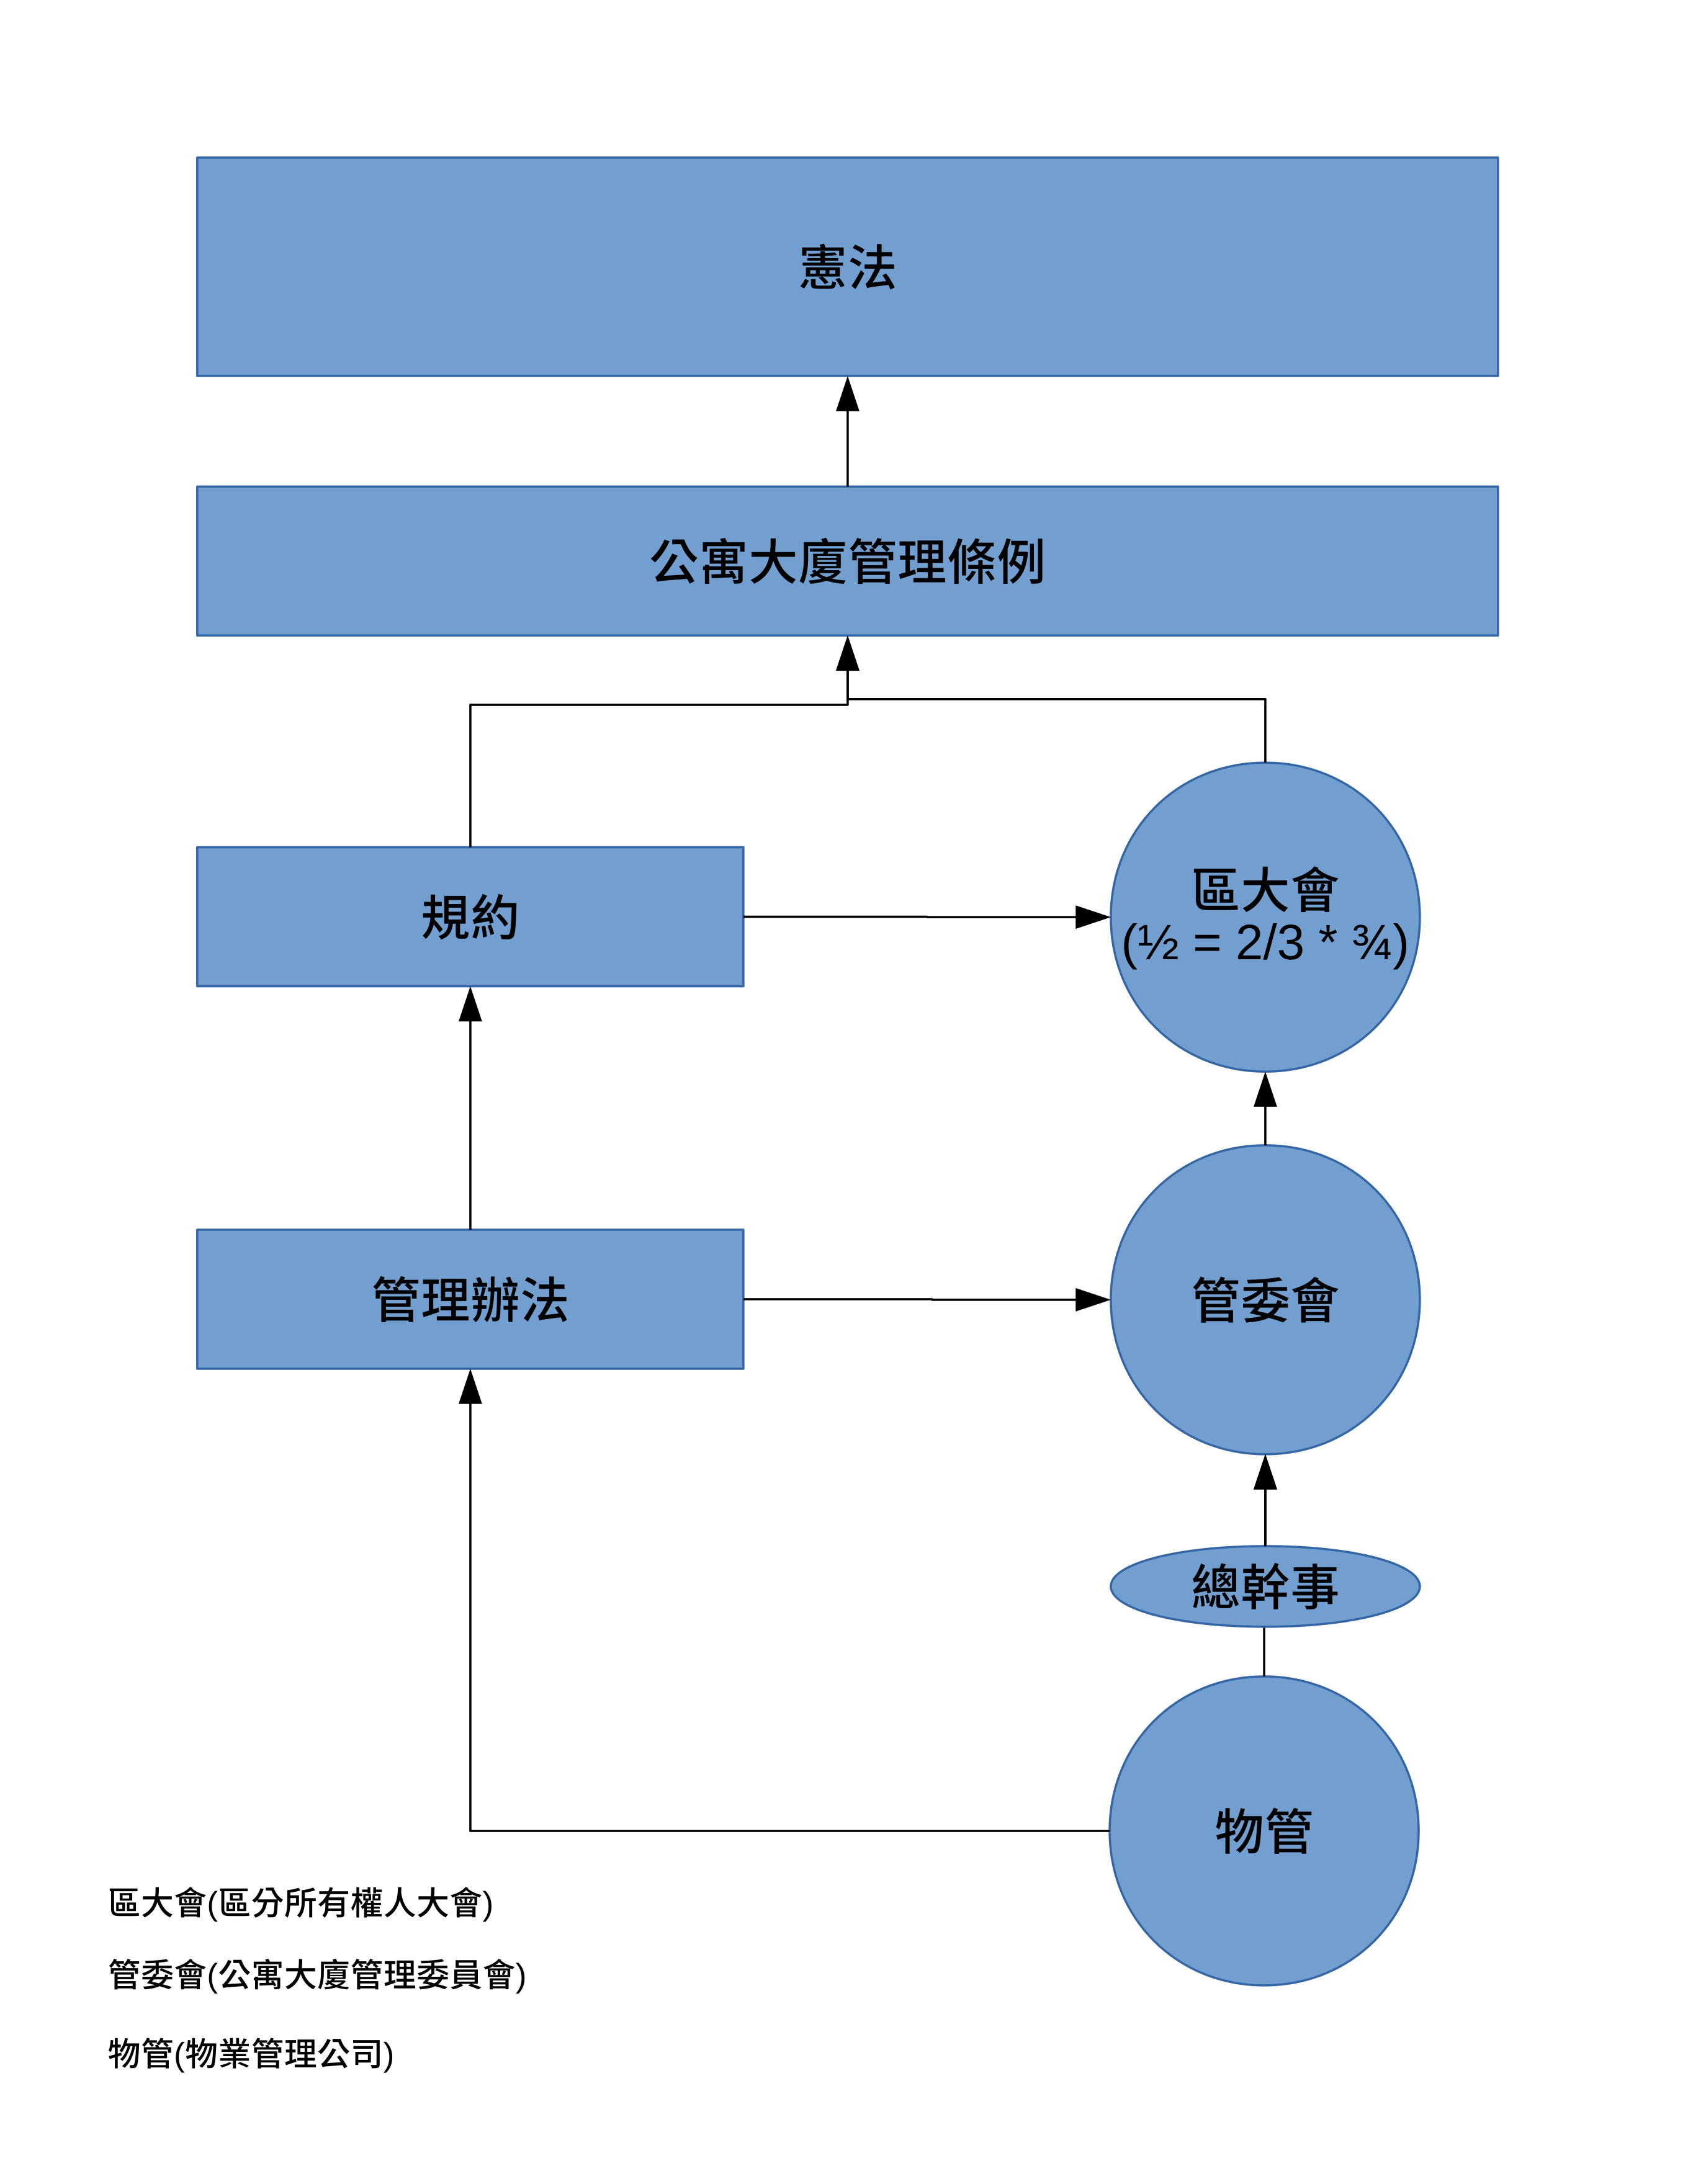 憲法
公寓大廈管理條例
規約
區大會
(½ = 2/3 * ¾)
管理辦法
管委會
總幹事
物管
區大會(區分所有權人大會)
管委會(公寓大廈管理委員會)
物管(物業管理公司)